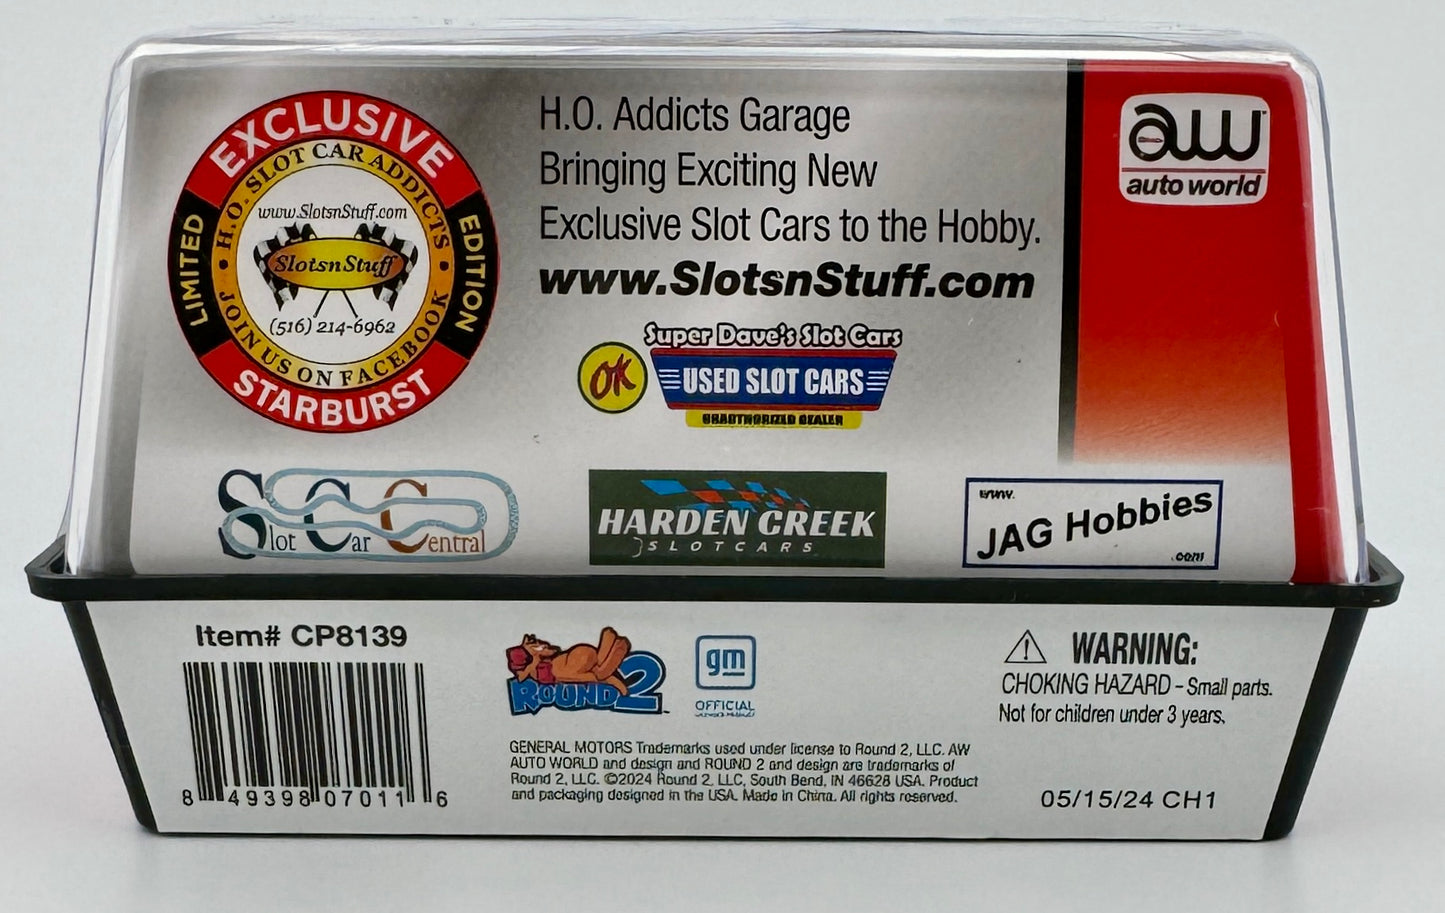 EXCLUSIVE
H.O. SLOT CAR ADDICTS
LIMITED
EDITION
www.SlotsnStuff.com
SlotsnStuff
(516) 214-6962
JOIN US ON FACEBOOK
STARBURST
H.O. Addicts Garage
Bringing Exciting New
Exclusive Slot Cars to the Hobby.
www.SlotsnStuff.com
aw
auto world
Super Dave's Slot Cars
OK
USED SLOT CARS
UNAUTHORIZED DEALER
Slot Car Central
HARDEN CREEK
SLOTCARS
www.
JAG Hobbies
.com
Item# CP8139
8 49398 07011 6
ROUND 2
gm
OFFICIAL
GENERAL MOTORS Trademarks used under license to Round 2, LLC. AW
AUTO WORLD and design and ROUND 2 and design are trademarks of
Round 2, LLC. ©2024 Round 2, LLC, South Bend, IN 46628 USA. Product
and packaging designed in the USA. Made in China. All rights reserved.
WARNING:
CHOKING HAZARD - Small parts.
Not for children under 3 years.
05/15/24 CH1